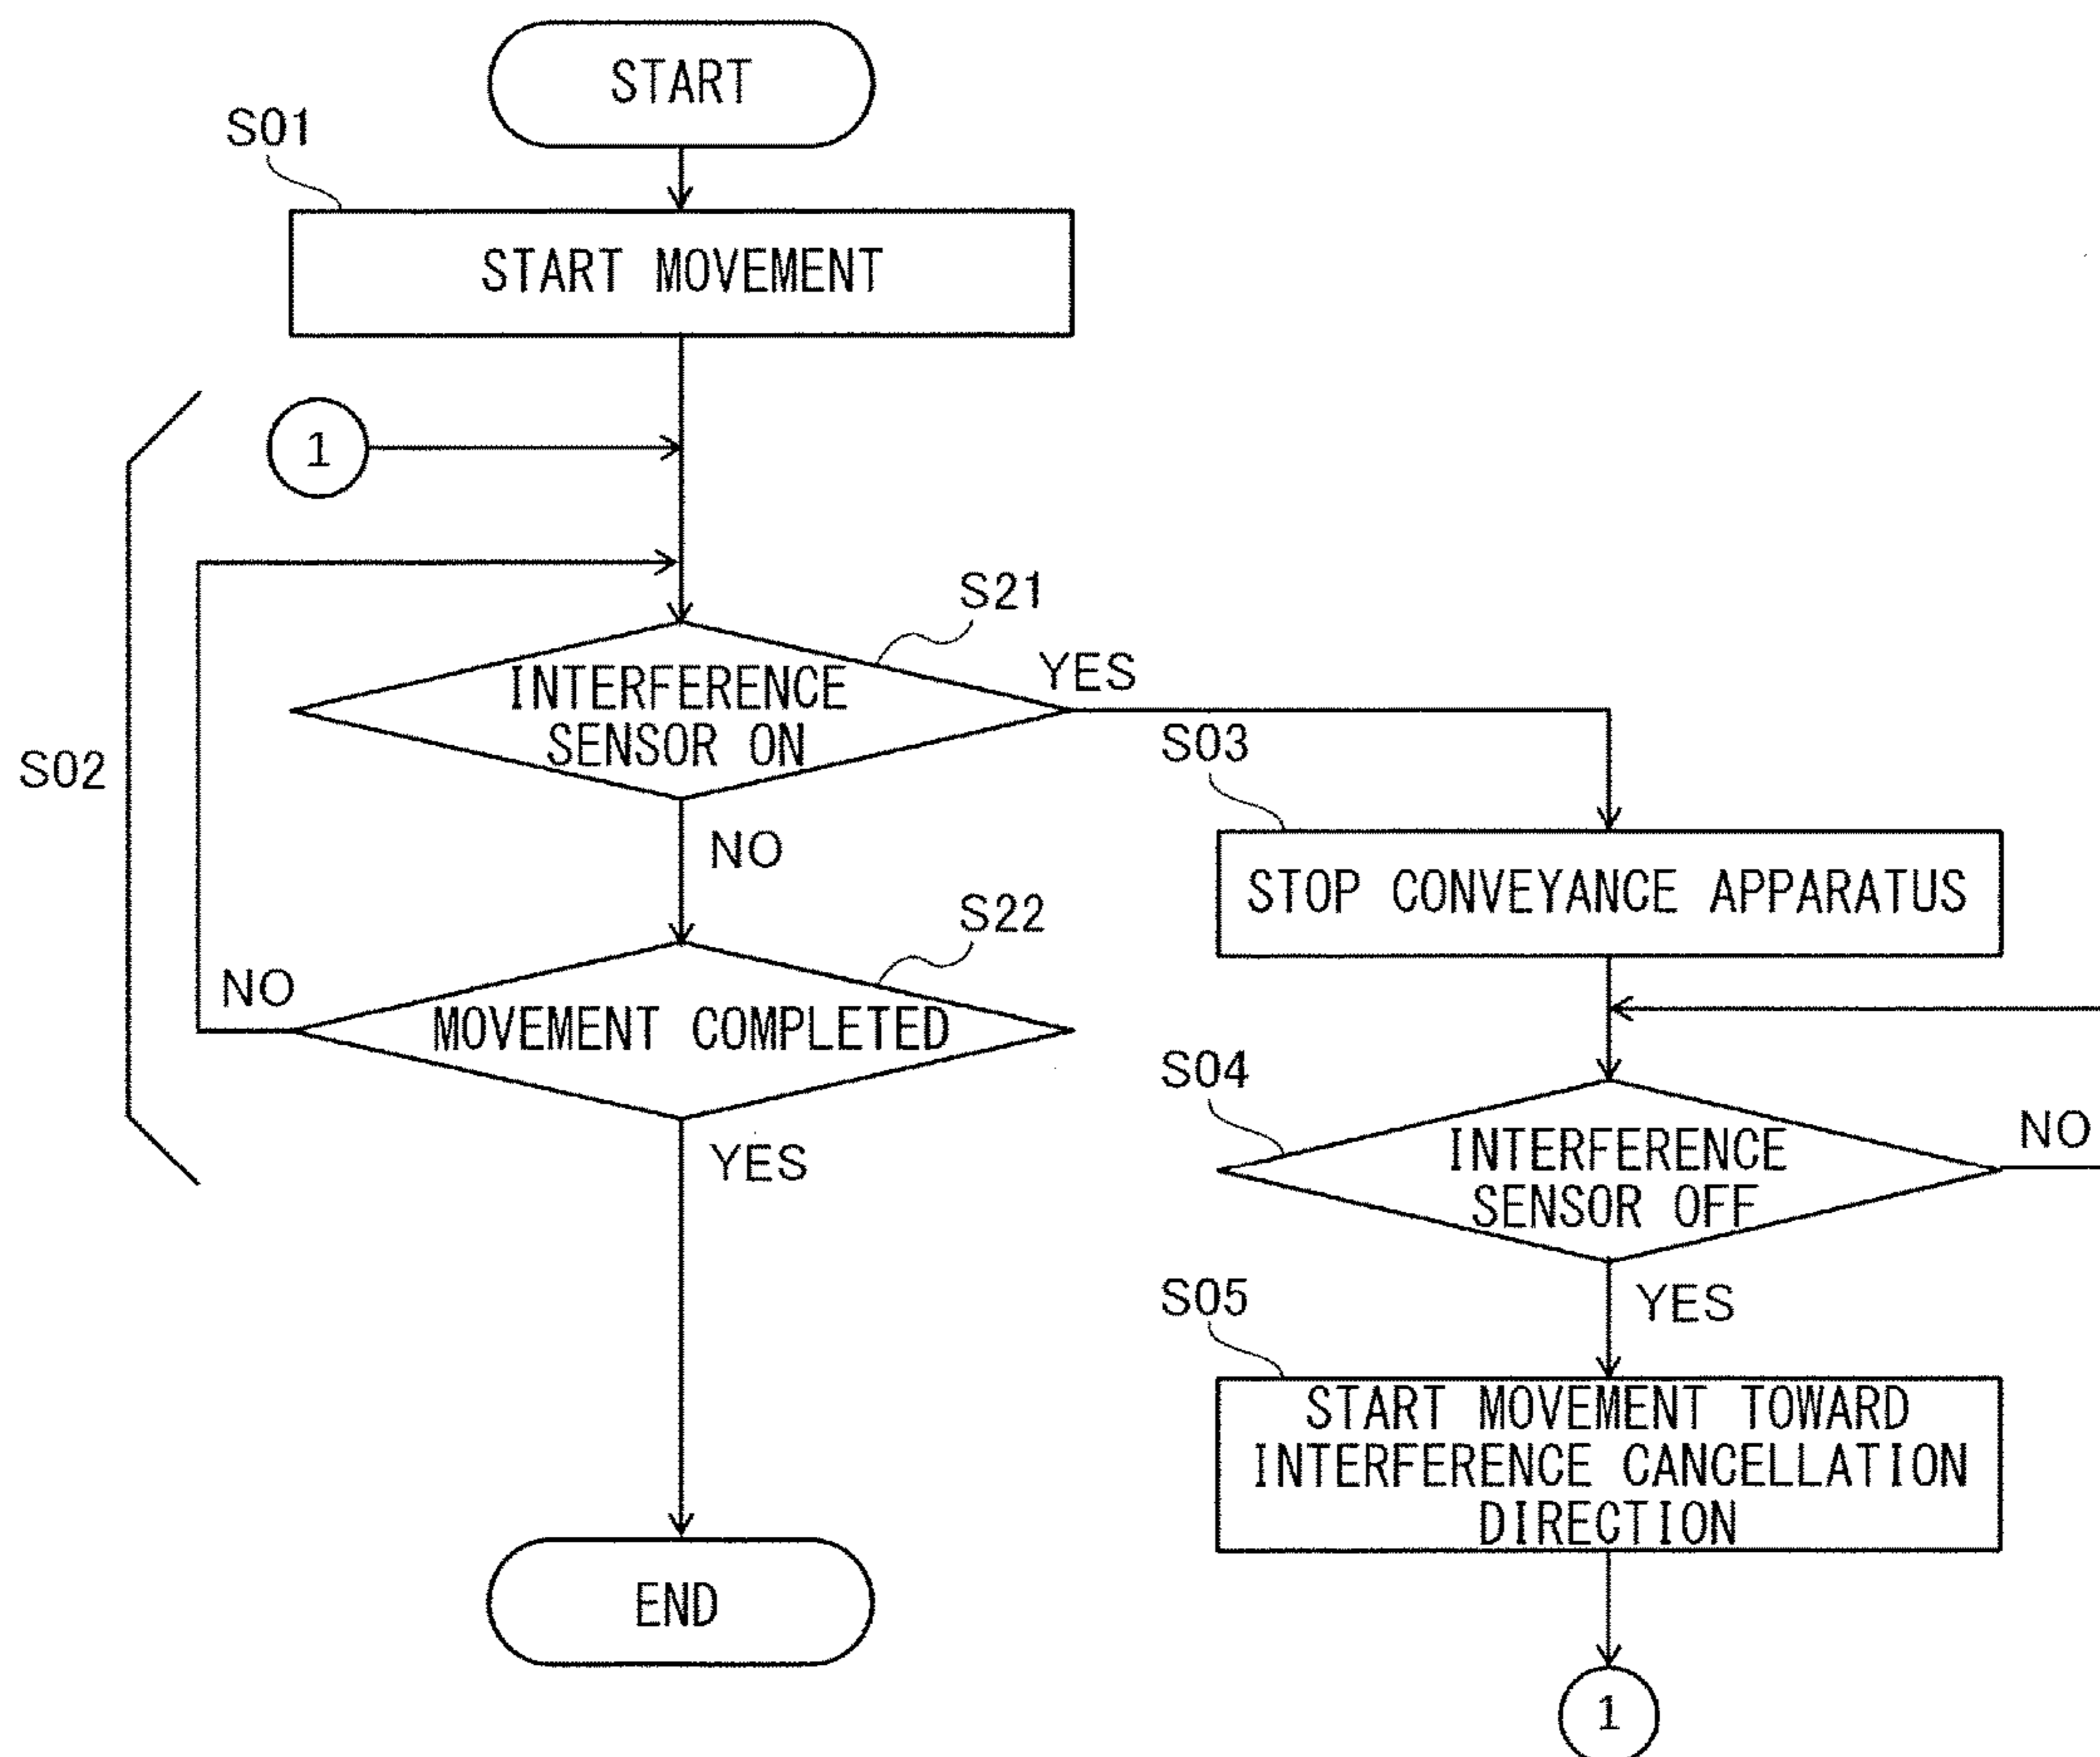 START
S01
START MOVEMENT
1
S02
S21
INTERFERENCE
SENSOR ON
YES
NO
S22
MOVEMENT COMPLETED
NO
YES
END
S03
STOP CONVEYANCE APPARATUS
S04
INTERFERENCE
SENSOR OFF
NO
YES
S05
START MOVEMENT TOWARD
INTERFERENCE CANCELLATION
DIRECTION
1